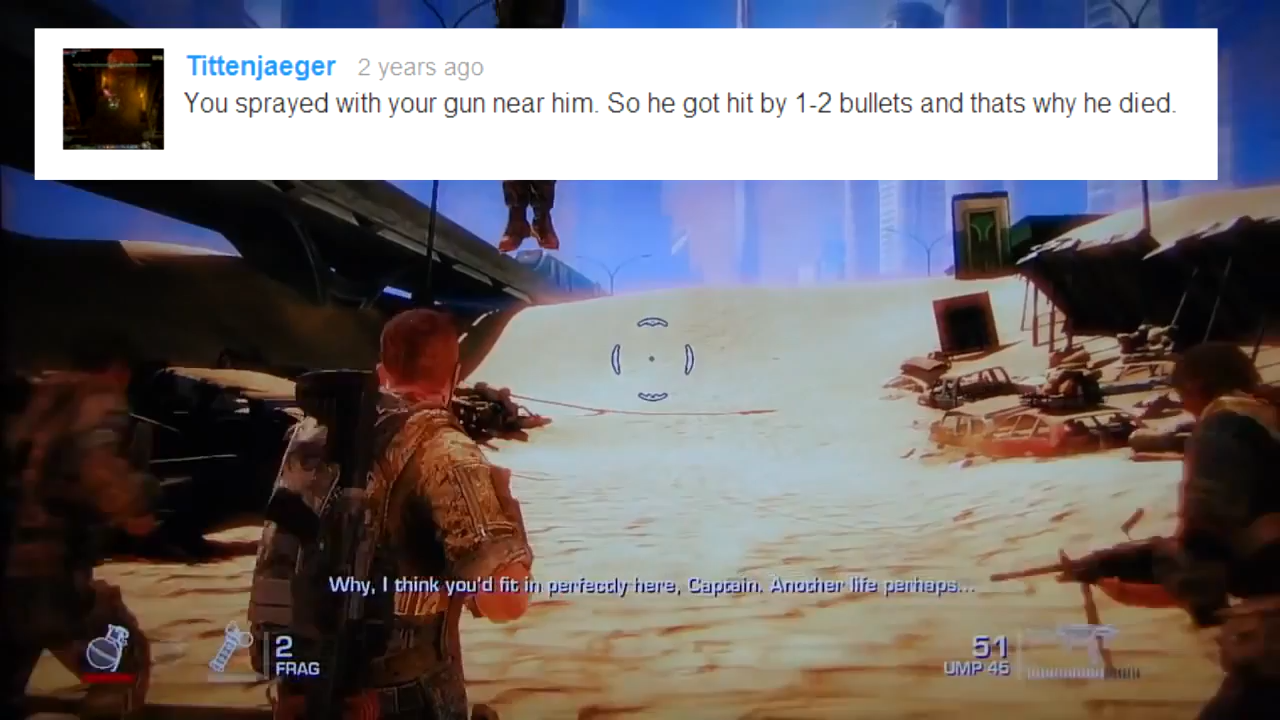 Tittenjaeger 2 years ago
You sprayed with your gun near him. So he got hit by 1-2 bullets and thats why he died.
Why, I think you'd fit in perfectly here, Captain. Another life perhaps...
2
FRAG
51
UMP 45